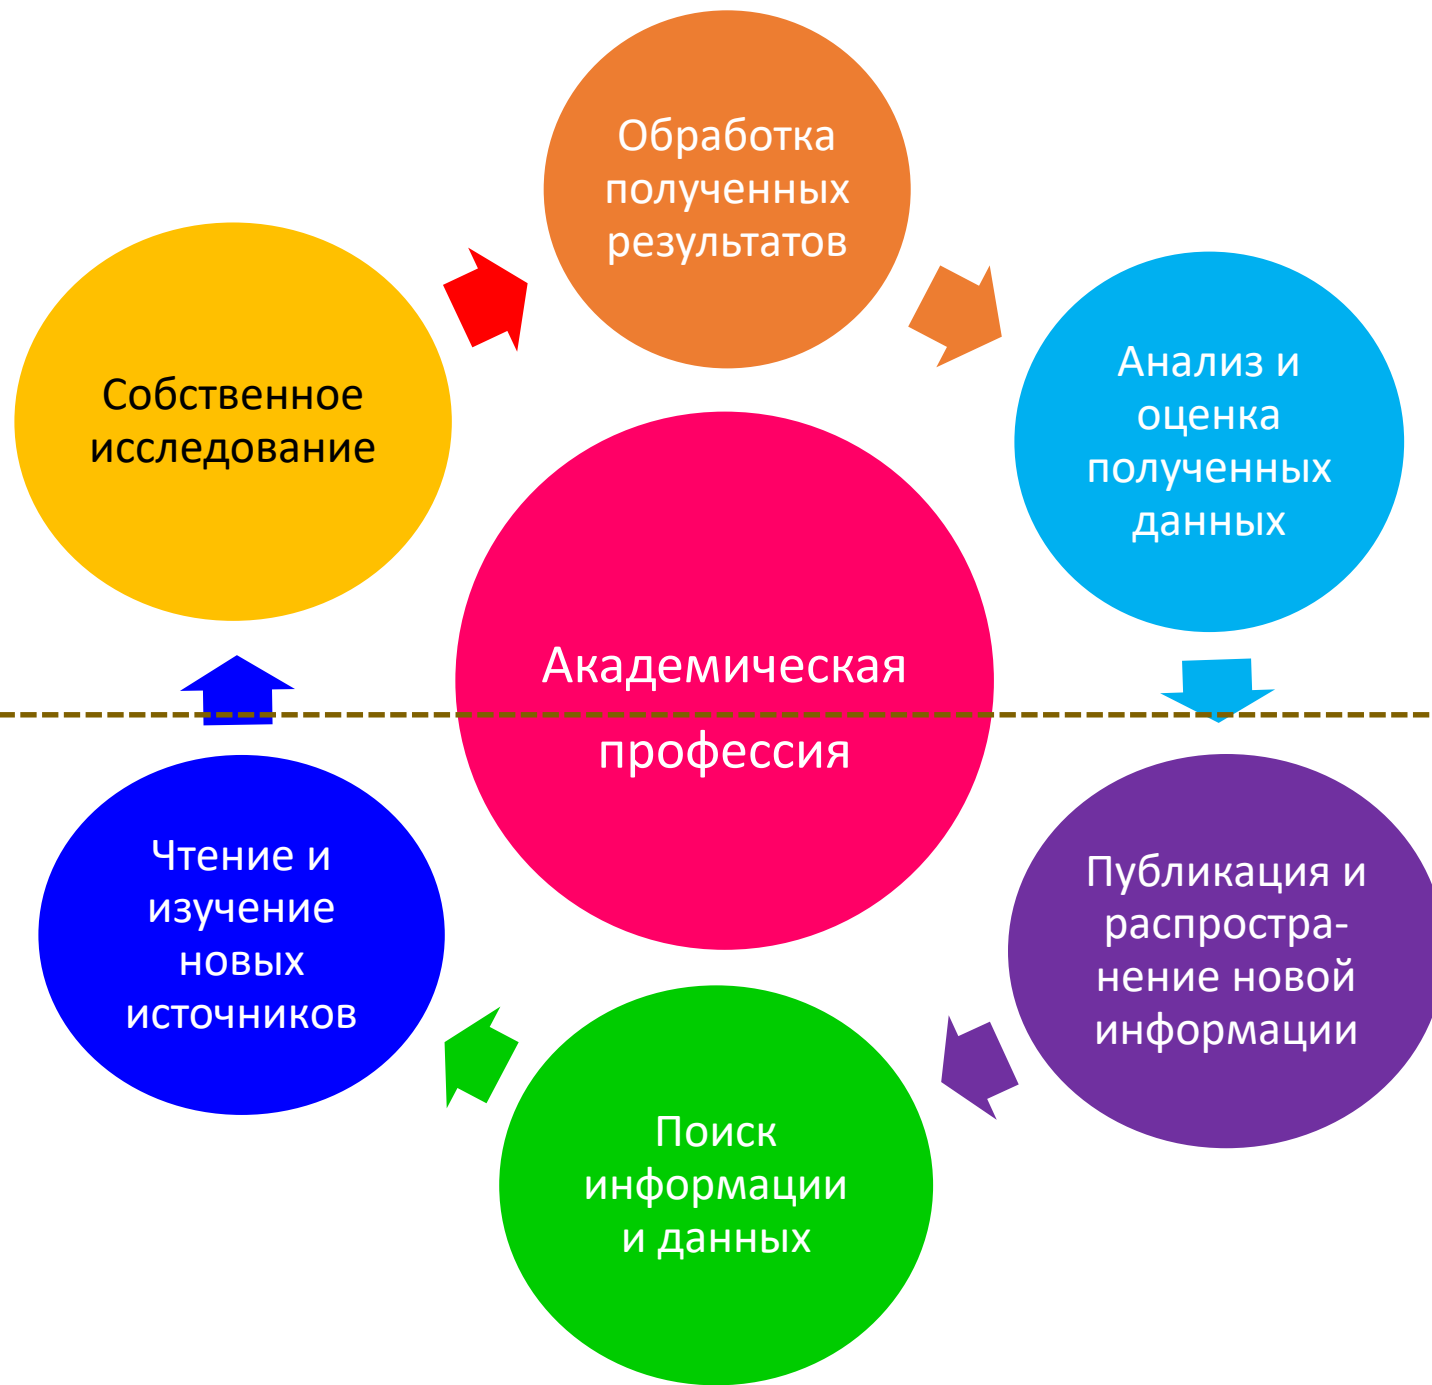 Обработка
полученных
результатов
Собственное
исследование
Анализ и
оценка
полученных
данных
Академическая
профессия
Чтение и
изучение
новых
источников
Публикация и
распростра-
нение новой
информации
Поиск
информации
и данных